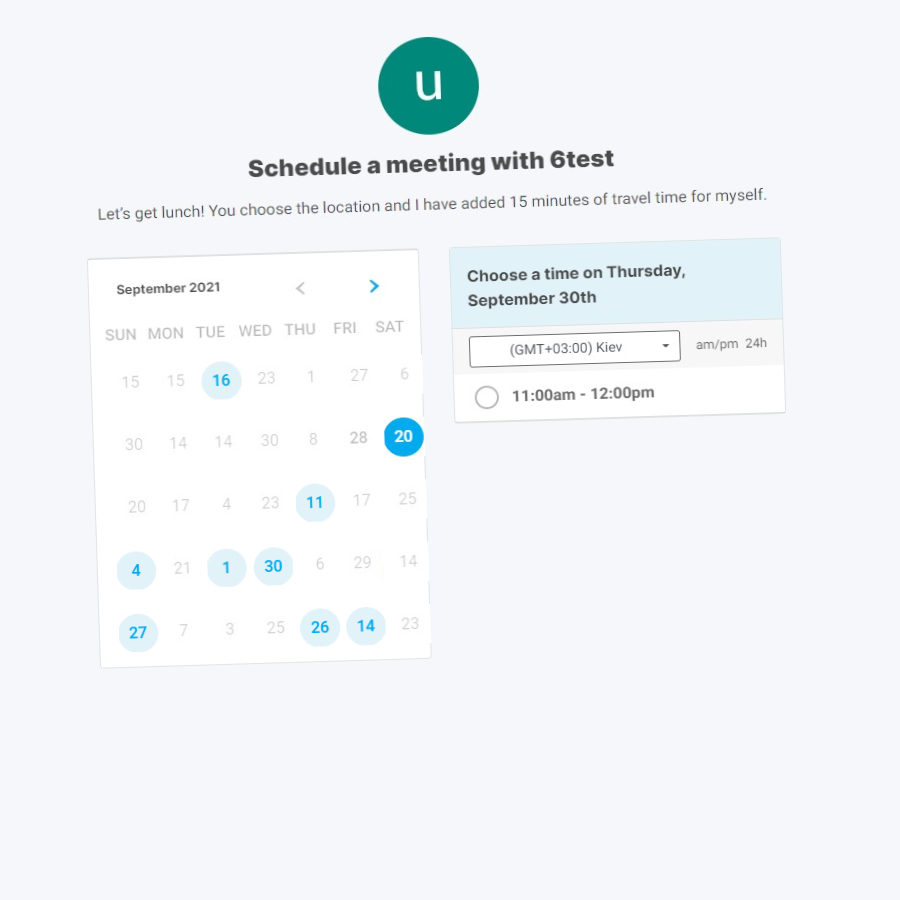 u
Schedule a meeting with 6test
Let's get lunch! You choose the location and I have added 15 minutes of travel time for myself.
September 2021
SUN MON TUE WED THU FRI SAT
15 15 16 23 1 27 6
30 14 14 30 8 28 20
20 17 4 23 11 17 25
4 21 1 30 6 29 14
27 7 3 25 26 14 23
Choose a time on Thursday,
September 30th
(GMT+03:00) Kiev am/pm 24h
11:00am - 12:00pm